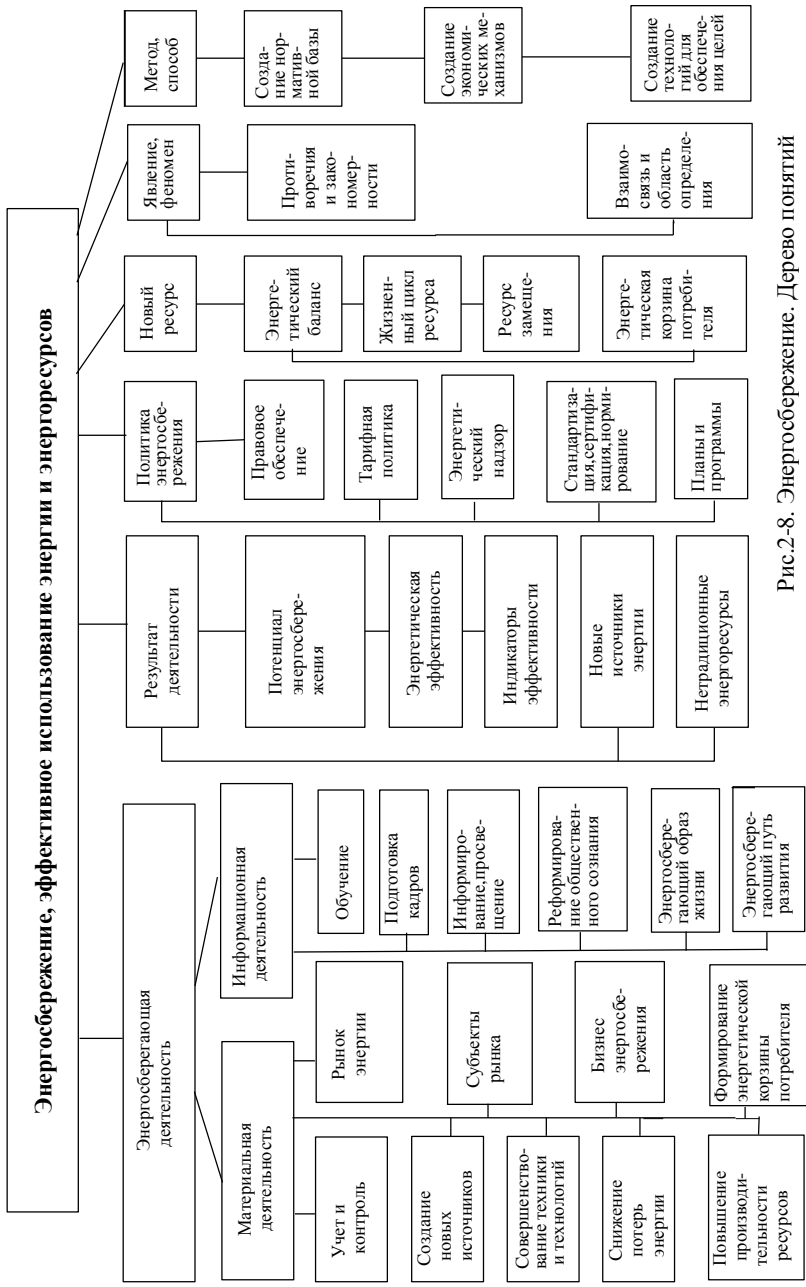 Энергосбережение, эффективное использование энергии и энергоресурсов
Энергосберегающая
деятельность
Материальная
деятельность
Учет и
контроль
Создание
новых
источников
Совершенство-
вание техники
и технологий
Снижение
потерь
энергии
Повышение
производи-
тельности
ресурсов
Рынок
энергии
Субъекты
рынка
Бизнес
энергосбе-
режения
Формирование
энергетической
корзины
потребителя
Информационная
деятельность
Обучение
Подготовка
кадров
Информиро-
вание,просве-
щение
Реформирова-
ние обществен-
ного сознания
Энергосбере-
гающий образ
жизни
Энергосбере-
гающий путь
развития
Результат
деятельности
Потенциал
энергосбере-
жения
Энергетическая
эффективность
Индикаторы
эффективности
Новые
источники
энергии
Нетрадиционные
энергоресурсы
Политика
энергосбе-
режения
Правовое
обеспече-
ние
Тарифная
политика
Энергети-
ческий
надзор
Стандартиза-
ция,сертифи-
кация,норми-
рование
Планы и
программы
Новый
ресурс
Энерге-
тический
баланс
Жизнен-
ный цикл
ресурса
Ресурс
замеще-
ния
Энерге-
тическая
корзина
потреби-
теля
Явление,
феномен
Проти-
воречия
и зако-
номер-
ности
Взаимо-
связь и
область
определе-
ния
Метод,
способ
Созда-
ние нор-
матив-
ной базы
Создание
экономи-
ческих ме-
ханизмов
Создание
техноло-
гий для
обеспече-
ния целей
Рис.2-8. Энергосбережение. Дерево понятий